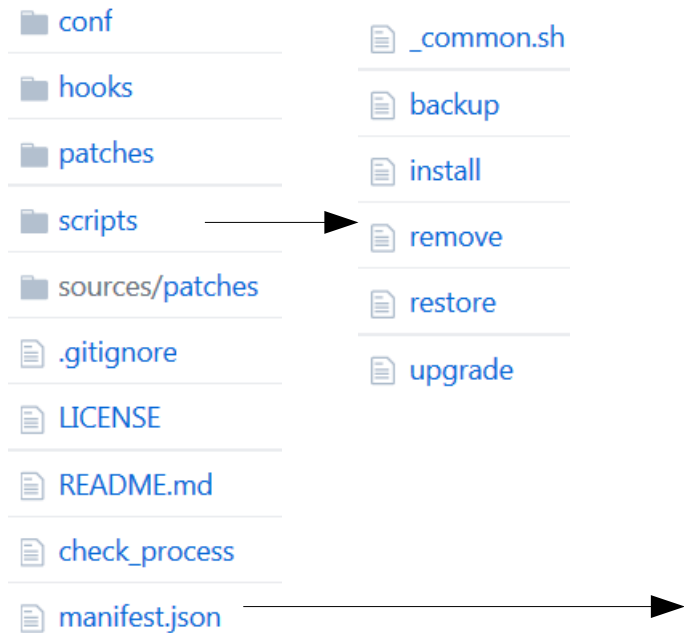 conf
hooks
patches
scripts
sources/patches
.gitignore
LICENSE
README.md
check_process
manifest.json
_common.sh
backup
install
remove
restore
upgrade